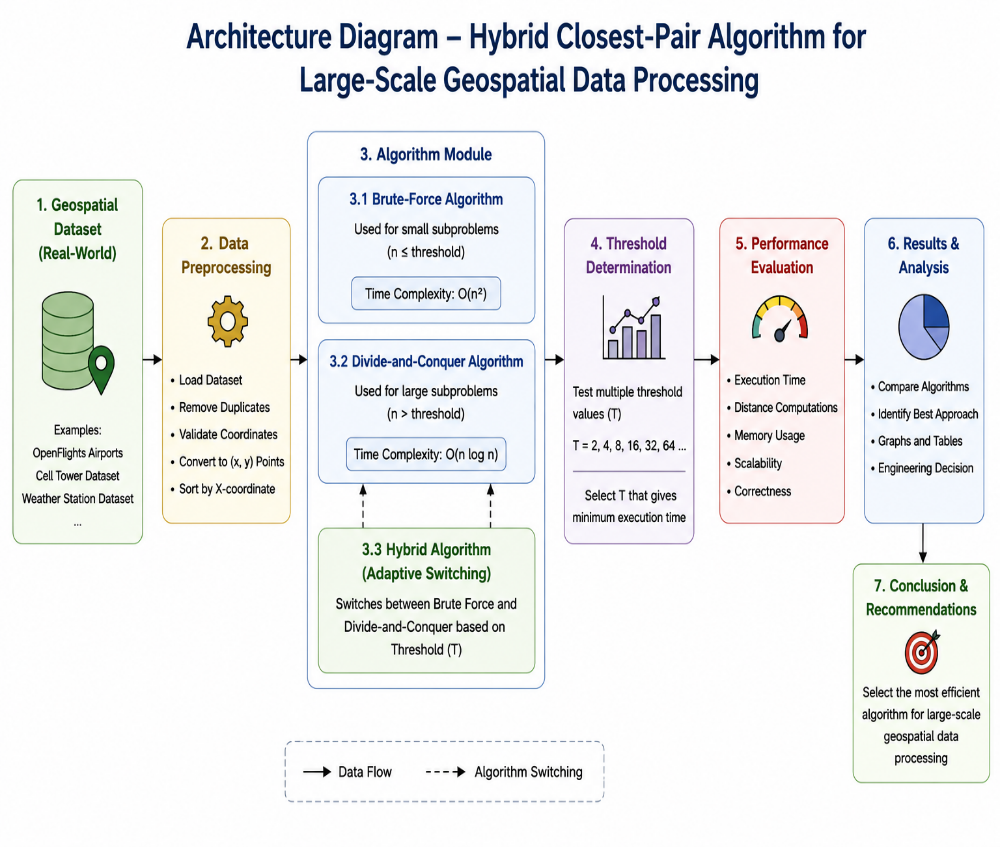 Architecture Diagram – Hybrid Closest-Pair Algorithm for
Large-Scale Geospatial Data Processing
1. Geospatial
Dataset
(Real-World)
Examples:
OpenFlights Airports
Cell Tower Dataset
Weather Station Dataset
...
2. Data
Preprocessing
• Load Dataset
• Remove Duplicates
• Validate Coordinates
• Convert to (x, y) Points
• Sort by X-coordinate
3. Algorithm Module
3.1 Brute-Force Algorithm
Used for small subproblems
(n ≤ threshold)
Time Complexity: O(n²)
3.2 Divide-and-Conquer Algorithm
Used for large subproblems
(n > threshold)
Time Complexity: O(n log n)
3.3 Hybrid Algorithm
(Adaptive Switching)
Switches between Brute Force and
Divide-and-Conquer based on
Threshold (T)
4. Threshold
Determination
Test multiple threshold
values (T)
T = 2, 4, 8, 16, 32, 64 ...
Select T that gives
minimum execution time
5. Performance
Evaluation
• Execution Time
• Distance Computations
• Memory Usage
• Scalability
• Correctness
6. Results &
Analysis
• Compare Algorithms
• Identify Best Approach
• Graphs and Tables
• Engineering Decision
7. Conclusion &
Recommendations
Select the most efficient
algorithm for large-scale
geospatial data
processing
Data Flow
Algorithm Switching